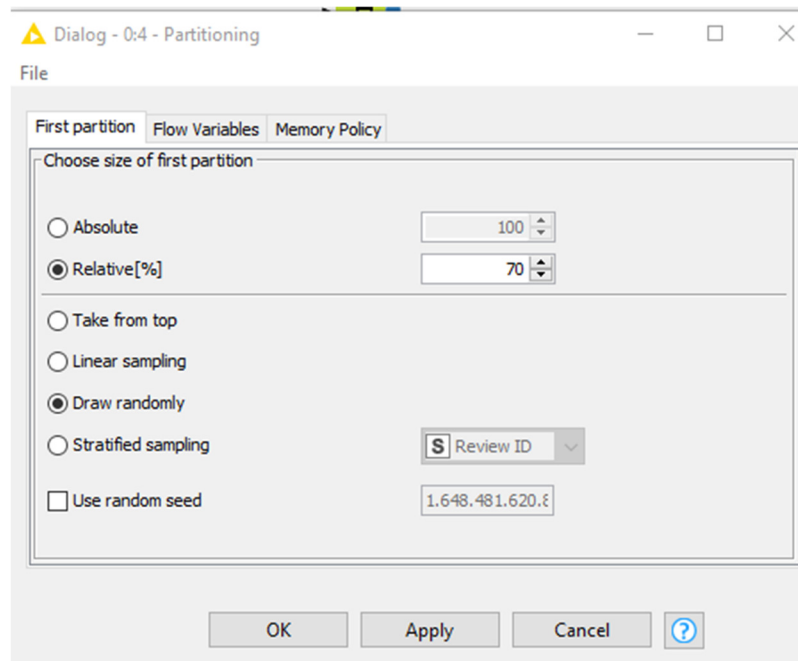 Dialog - 0:4 - Partitioning
File
First partition Flow Variables Memory Policy
Choose size of first partition
Absolute 100
Relative[%] 70
Take from top
Linear sampling
Draw randomly
Stratified sampling S Review ID
Use random seed 1.648.481.620.8
OK Apply Cancel ?